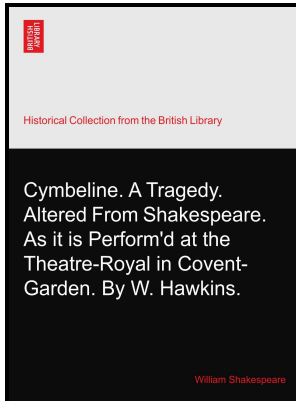 BRITISH
LIBRARY
Historical Collection from the British Library
Cymbeline. A Tragedy.
Altered From Shakespeare.
As it is Perform'd at the
Theatre-Royal in Covent-
Garden. By W. Hawkins.
William Shakespeare